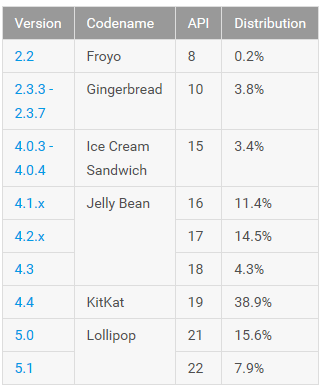 Version Codename API Distribution
2.2 Froyo 8 0.2%
2.3.3 - Gingerbread 10 3.8%
2.3.7
4.0.3 - Ice Cream 15 3.4%
4.0.4 Sandwich
4.1.x Jelly Bean 16 11.4%
4.2.x 17 14.5%
4.3 18 4.3%
4.4 KitKat 19 38.9%
5.0 Lollipop 21 15.6%
5.1 22 7.9%